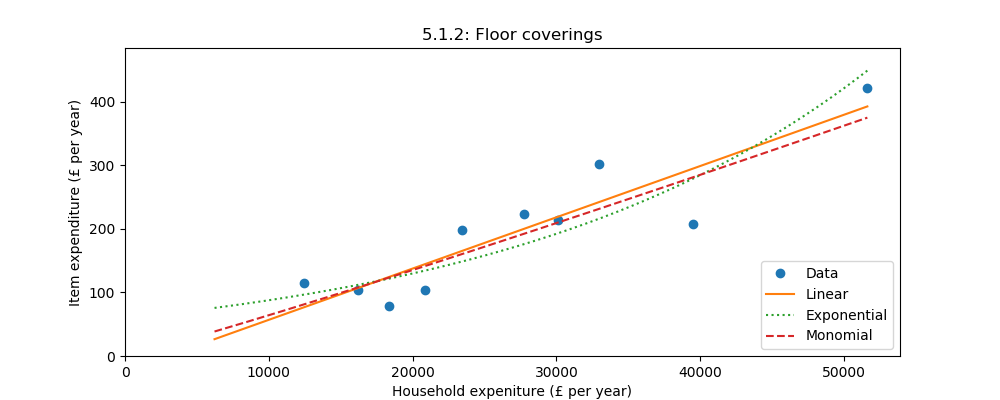 5.1.2: Floor coverings
Item expenditure (£ per year)
400
300
200
100
0
0 10000 20000 30000 40000 50000
Household expeniture (£ per year)
Data
Linear
Exponential
Monomial